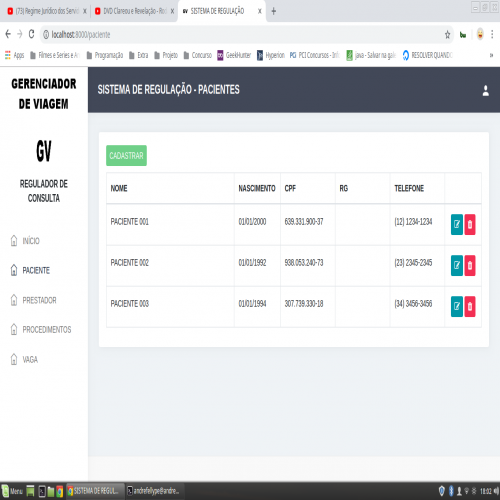 (73) Regime Jurídico dos Servid
DVD Clareou e Revelação - Ro
SISTEMA DE REGULAÇÃO
localhost:8000/paciente
Apps
Filmes e Series e An
Programação
Extra
Projeto
Concurso
GeekHunter
Hyperion
PCI Concursos - Info
java - Salvar na gale
RESOLVER QUANDO
GERENCIADOR
DE VIAGEM
SISTEMA DE REGULAÇÃO - PACIENTES
GV
REGULADOR DE
CONSULTA
INÍCIO
PACIENTE
PRESTADOR
PROCEDIMENTOS
VAGA
CADASTRAR
NOME NASCIMENTO CPF RG TELEFONE
PACIENTE 001 01/01/2000 639.331.900-37 (12) 1234-1234
PACIENTE 002 01/01/1992 938.053.240-73 (23) 2345-2345
PACIENTE 003 01/01/1994 307.739.330-18 (34) 3456-3456
Menu
SISTEMA DE REGUL...
andrefellype@andre...
18:02